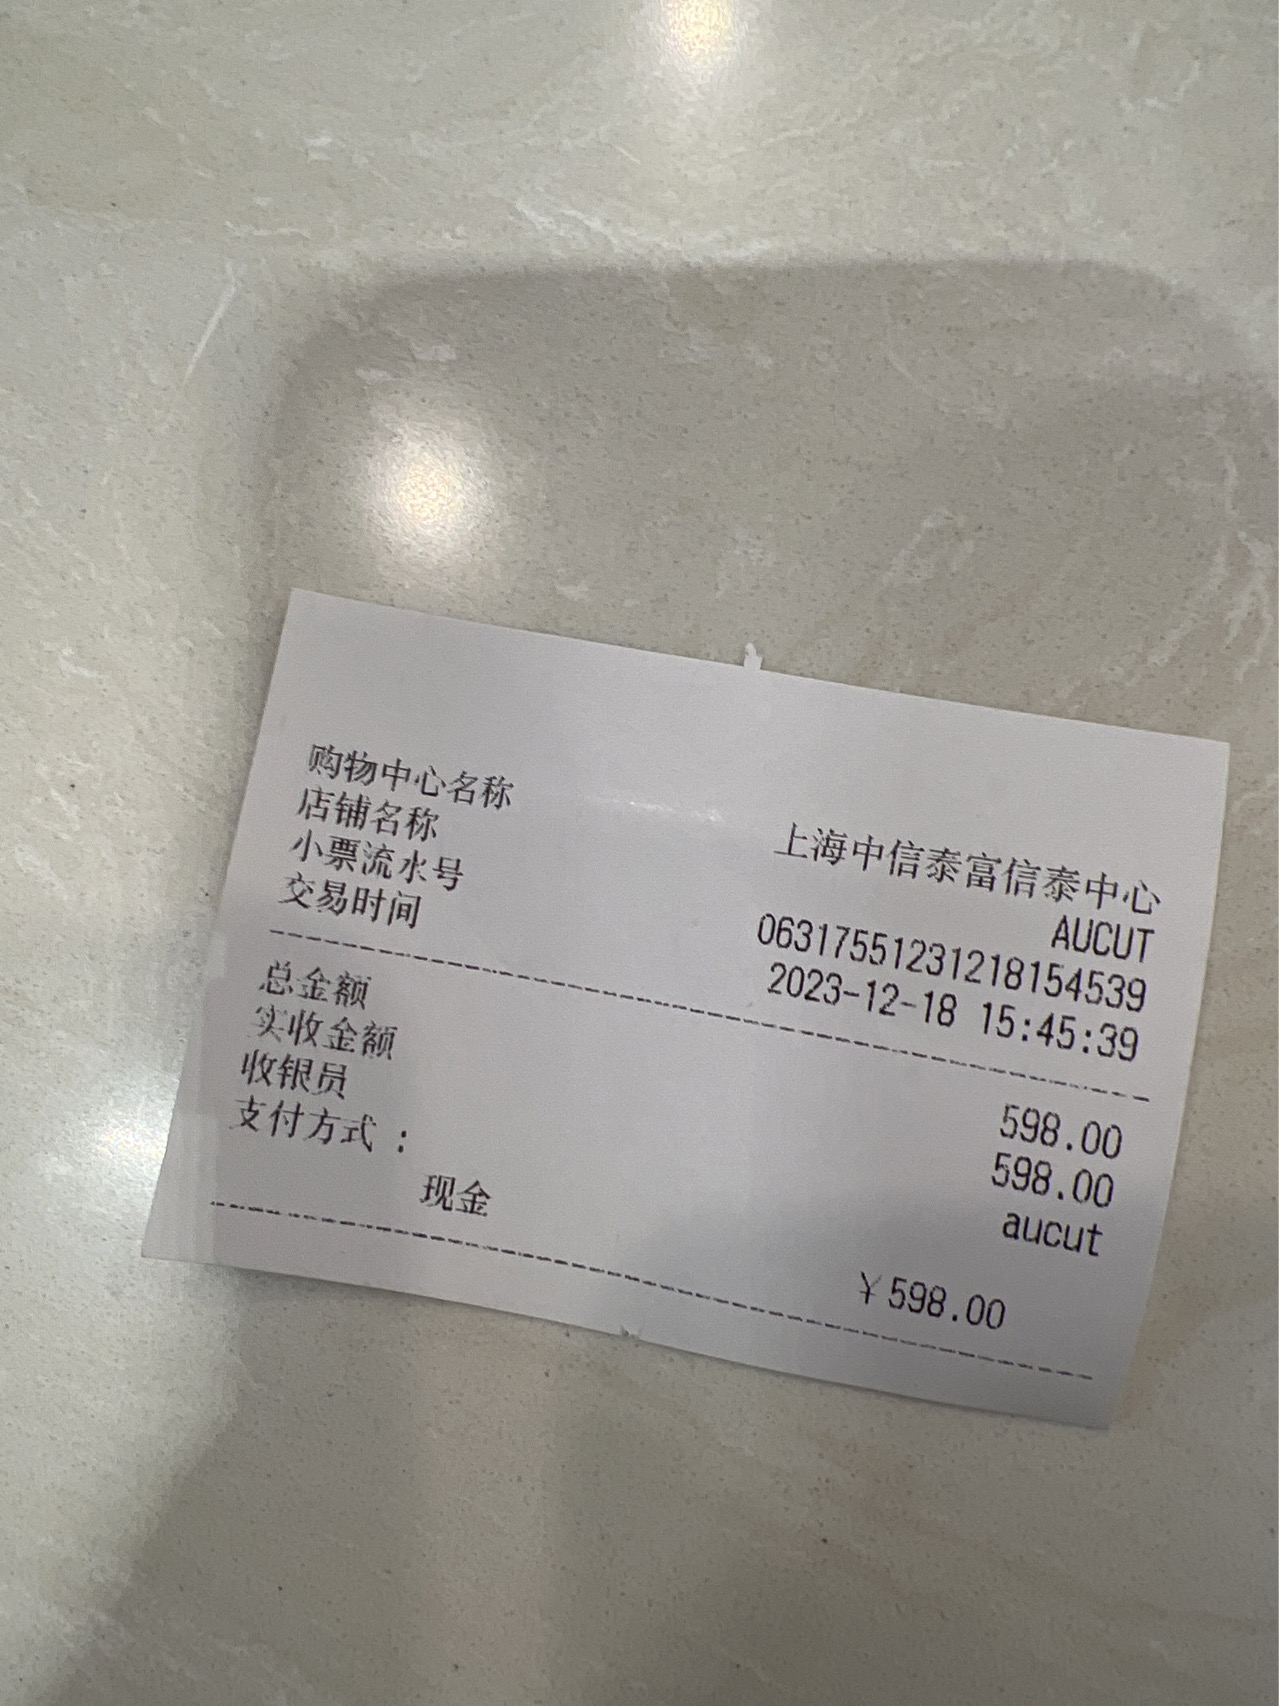 购物中心名称 上海中信泰富信泰中心
店铺名称 AUCUT
小票流水号 06317551231218154539
交易时间 2023-12-18 15:45:39
总金额 598.00
实收金额 598.00
收银员 aucut
支付方式 :
现金 ¥598.00